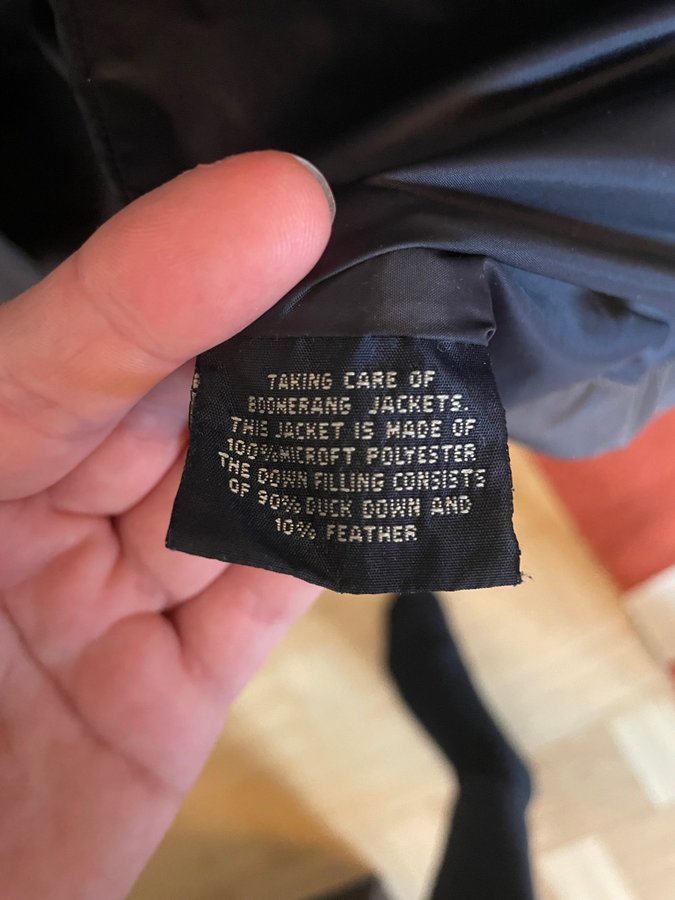 TAKING CARE OF
BOOMERANG JACKETS.
THIS JACKET IS MADE OF
100% MICROFT POLYESTER
THE DOWN FILLING CONSISTS
OF 90% DUCK DOWN AND
10% FEATHER